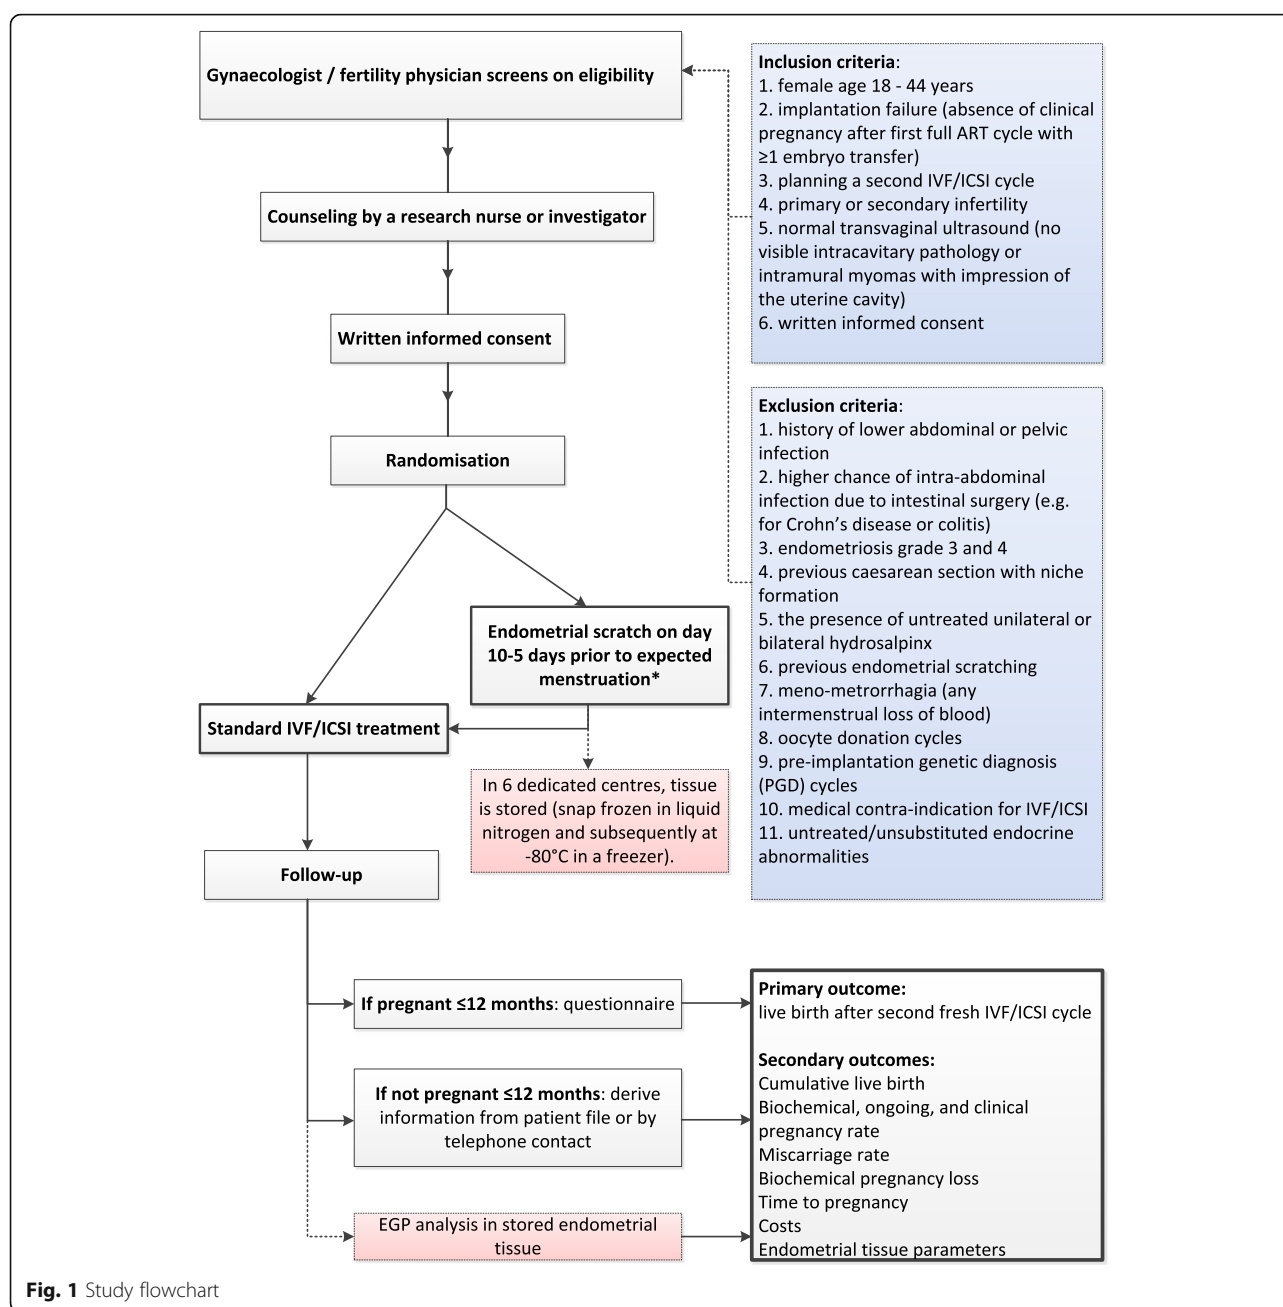 Gynaecologist / fertility physician screens on eligibility
Counseling by a research nurse or investigator
Written informed consent
Randomisation
Endometrial scratch on day
10-5 days prior to expected
menstruation*
Standard IVF/ICSI treatment
In 6 dedicated centres, tissue
is stored (snap frozen in liquid
nitrogen and subsequently at
-80°C in a freezer).
Follow-up
If pregnant ≤12 months: questionnaire
If not pregnant ≤12 months: derive
information from patient file or by
telephone contact
EGP analysis in stored endometrial
tissue
Inclusion criteria:
1. female age 18 - 44 years
2. implantation failure (absence of clinical
pregnancy after first full ART cycle with
≥1 embryo transfer)
3. planning a second IVF/ICSI cycle
4. primary or secondary infertility
5. normal transvaginal ultrasound (no
visible intracavitary pathology or
intramural myomas with impression of
the uterine cavity)
6. written informed consent
Exclusion criteria:
1. history of lower abdominal or pelvic
infection
2. higher chance of intra-abdominal
infection due to intestinal surgery (e.g.
for Crohn’s disease or colitis)
3. endometriosis grade 3 and 4
4. previous caesarean section with niche
formation
5. the presence of untreated unilateral or
bilateral hydrosalpinx
6. previous endometrial scratching
7. meno-metrorrhagia (any
intermenstrual loss of blood)
8. oocyte donation cycles
9. pre-implantation genetic diagnosis
(PGD) cycles
10. medical contra-indication for IVF/ICSI
11. untreated/unsubstituted endocrine
abnormalities
Primary outcome:
live birth after second fresh IVF/ICSI cycle
Secondary outcomes:
Cumulative live birth
Biochemical, ongoing, and clinical
pregnancy rate
Miscarriage rate
Biochemical pregnancy loss
Time to pregnancy
Costs
Endometrial tissue parameters
Fig. 1 Study flowchart